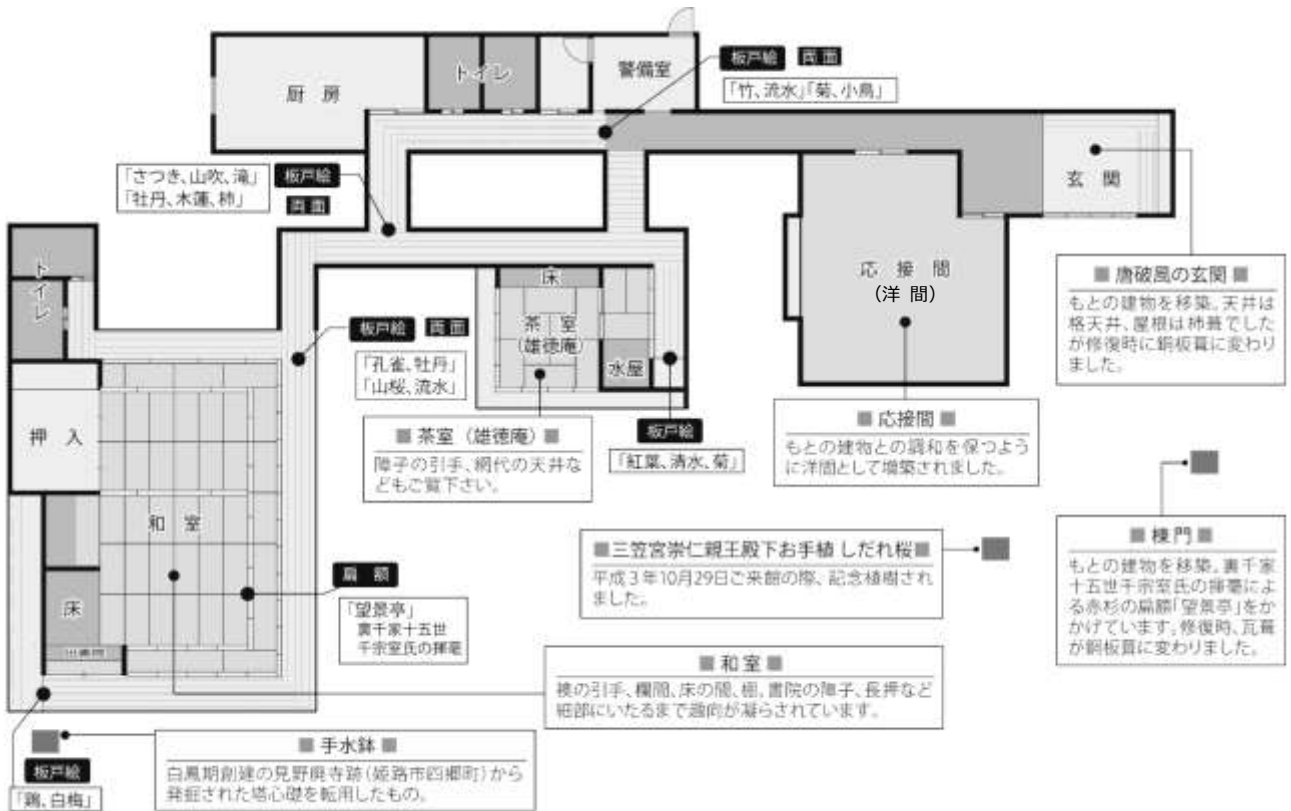 厨 房
トイレ
警備室
板戸絵 両面
「竹、流水」「菊、小鳥」
「さつき、山吹、滝」
「牡丹、木蓮、柿」
板戸絵
両面
玄 関
トイレ
応 接 間
(洋 間)
■ 唐破風の玄関 ■
もとの建物を移築。天井は
格天井、屋根は杮葺でした
が修復時に銅板葺に変わり
ました。
床
茶 室
(雄徳庵)
水屋
板戸絵 両面
「孔雀、牡丹」
「山桜、流水」
押 入
■ 茶室（雄徳庵）■
障子の引手、網代の天井な
どもご覧下さい。
板戸絵
「紅葉、清水、菊」
■ 応接間 ■
もとの建物との調和を保つよう
に洋間として増築されました。
和 室
■三笠宮崇仁親王殿下お手植 しだれ桜■
平成3年10月29日ご来館の際、記念植樹され
ました。
■ 棟門 ■
もとの建物を移築。裏千家
十五世千宗室氏の揮毫によ
る赤杉の扁額「望景亭」をか
かげています。修復時、瓦葺
が銅板葺に変わりました。
扁 額
「望景亭」
裏千家十五世
千宗室氏の揮毫
床
■ 和室 ■
襖の引手、欄間、床の間、棚、書院の障子、長押など
細部にいたるまで趣向が凝らされています。
■ 手水鉢 ■
白鳳期創建の見野廃寺跡(姫路市四郷町)から
発掘された塔心礎を転用したもの。
板戸絵
「鶏、白梅」